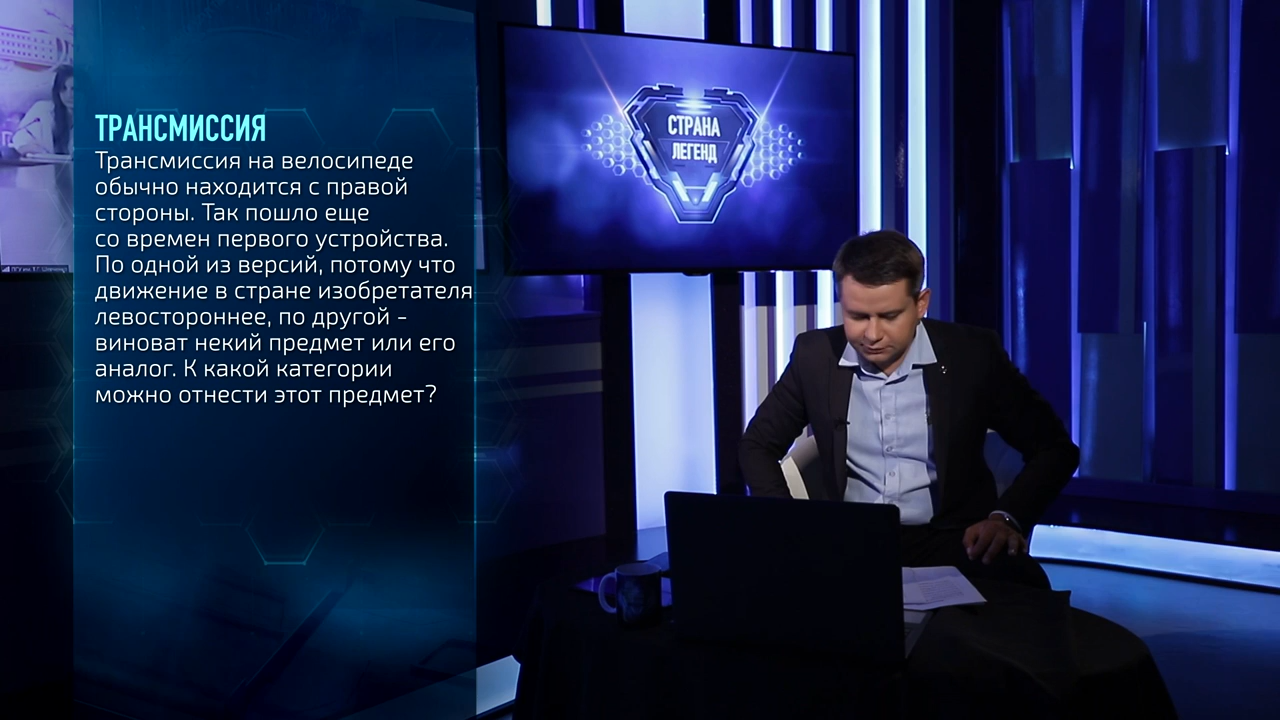 ТРАНСМИССИЯ
Трансмиссия на велосипеде
обычно находится с правой
стороны. Так пошло еще
со времен первого устройства.
По одной из версий, потому что
движение в стране изобретателя
левостороннее, по другой -
виноват некий предмет или его
аналог. К какой категории
можно отнести этот предмет?
СТРАНА
ЛЕГЕНД